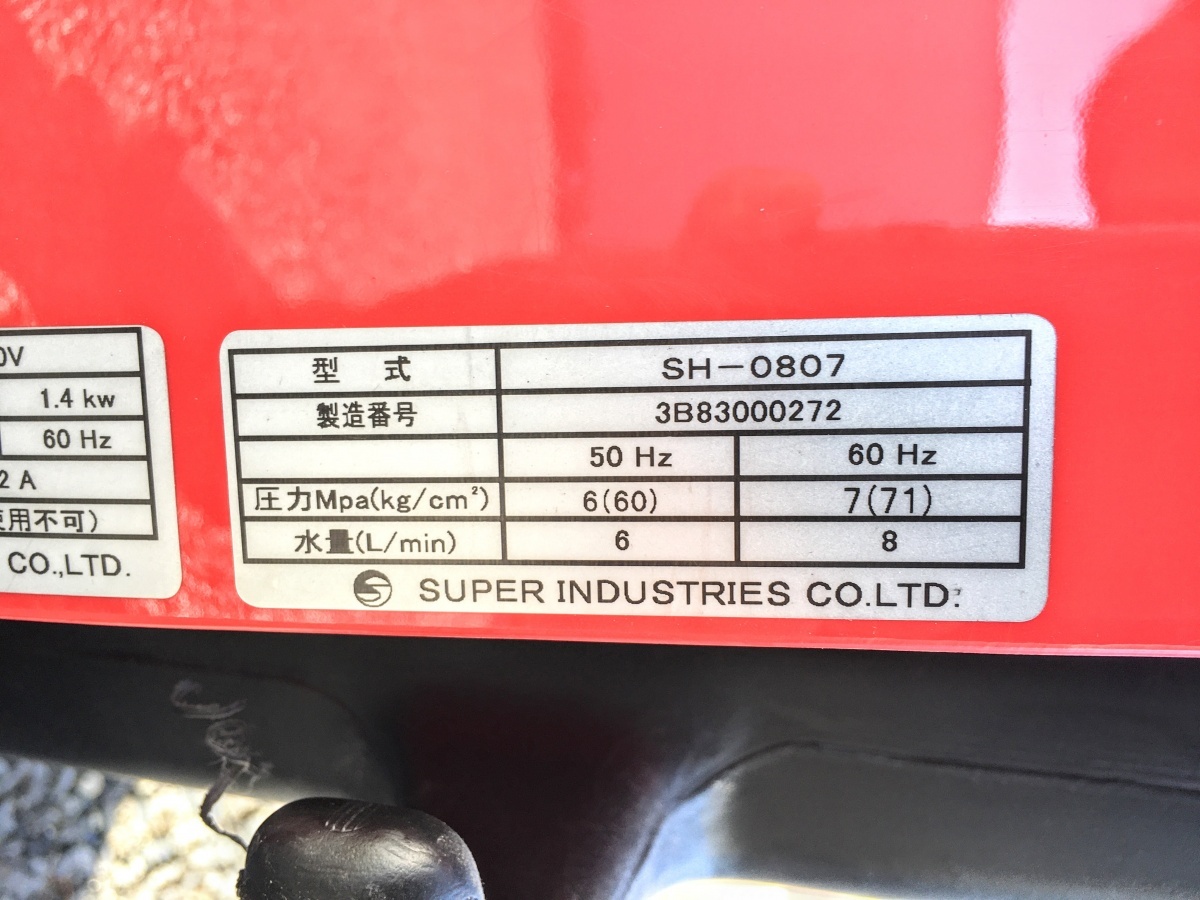 0V
1.4 kw
60 Hz
2 A
使用不可)
CO.,LTD.
型 式 SH-0807
製造番号 3B83000272
50 Hz 60 Hz
圧力Mpa(kg/cm²) 6(60) 7(71)
水量(L/min) 6 8
SUPER INDUSTRIES CO.LTD.